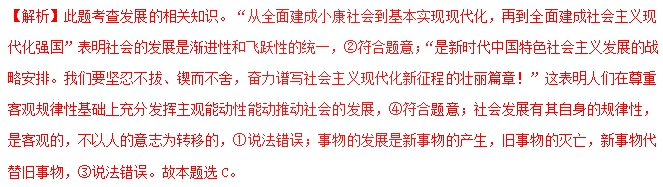 【解析】此题考查发展的相关知识。“从全面建成小康社会到基本实现现代化，再到全面建成社会主义现
代化强国”表明社会的发展是渐进性和飞跃性的统一，②符合题意；“是新时代中国特色社会主义发展的战
略安排。我们要坚忍不拔、锲而不舍，奋力谱写社会主义现代化新征程的壮丽篇章！”这表明人们在尊重
客观规律性基础上充分发挥主观能动性能动推动社会的发展，④符合题意；社会发展有其自身的规律性，
是客观的，不以人的意志为转移的，①说法错误；事物的发展是新事物的产生，旧事物的灭亡，新事物代
替旧事物，③说法错误。故本题选 C。